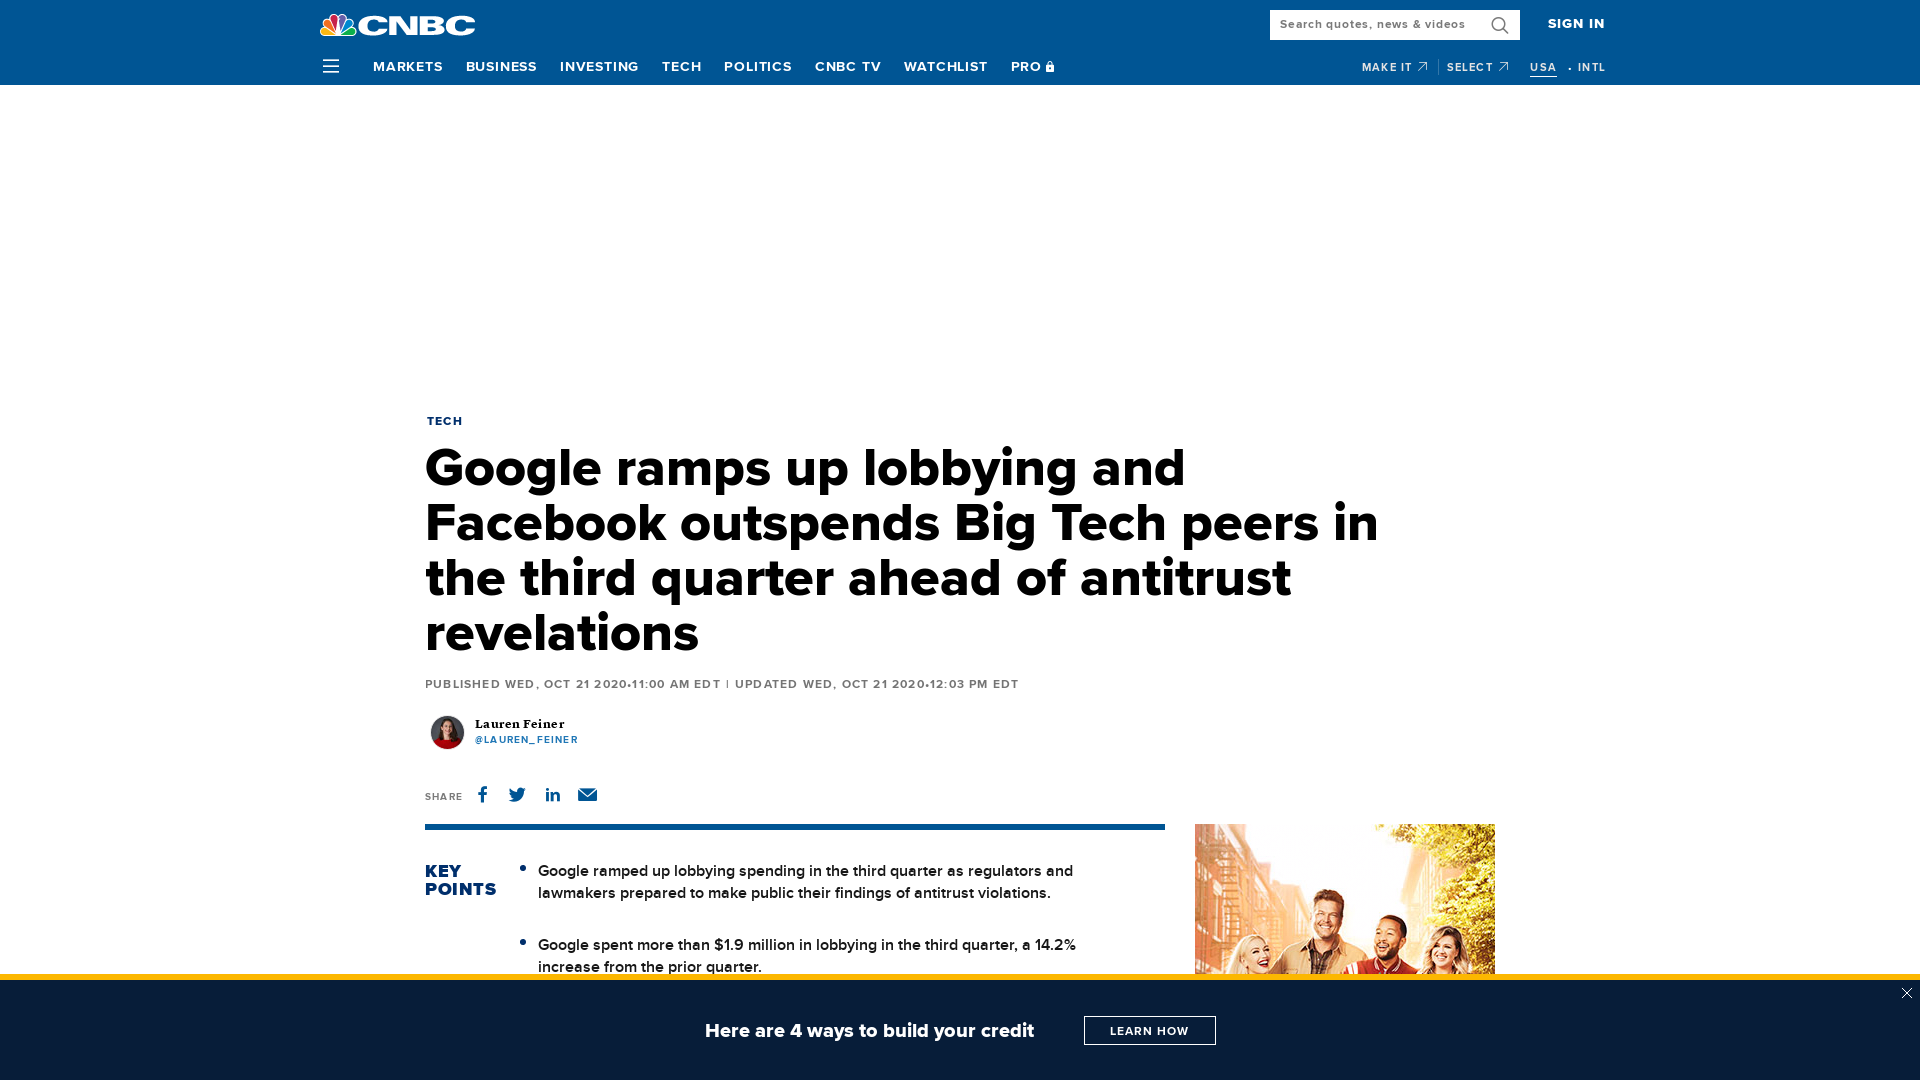 CNBC
Search quotes, news & videos
SIGN IN
MARKETS
BUSINESS
INVESTING
TECH
POLITICS
CNBC TV
WATCHLIST
PRO
MAKE IT
SELECT
USA
• INTL
TECH
Google ramps up lobbying and
Facebook outspends Big Tech peers in
the third quarter ahead of antitrust
revelations
PUBLISHED WED, OCT 21 2020•11:00 AM EDT | UPDATED WED, OCT 21 2020•12:03 PM EDT
Lauren Feiner
@LAUREN_FEINER
SHARE
KEY
POINTS
• Google ramped up lobbying spending in the third quarter as regulators and
lawmakers prepared to make public their findings of antitrust violations.
• Google spent more than $1.9 million in lobbying in the third quarter, a 14.2%
increase from the prior quarter.
Here are 4 ways to build your credit
LEARN HOW